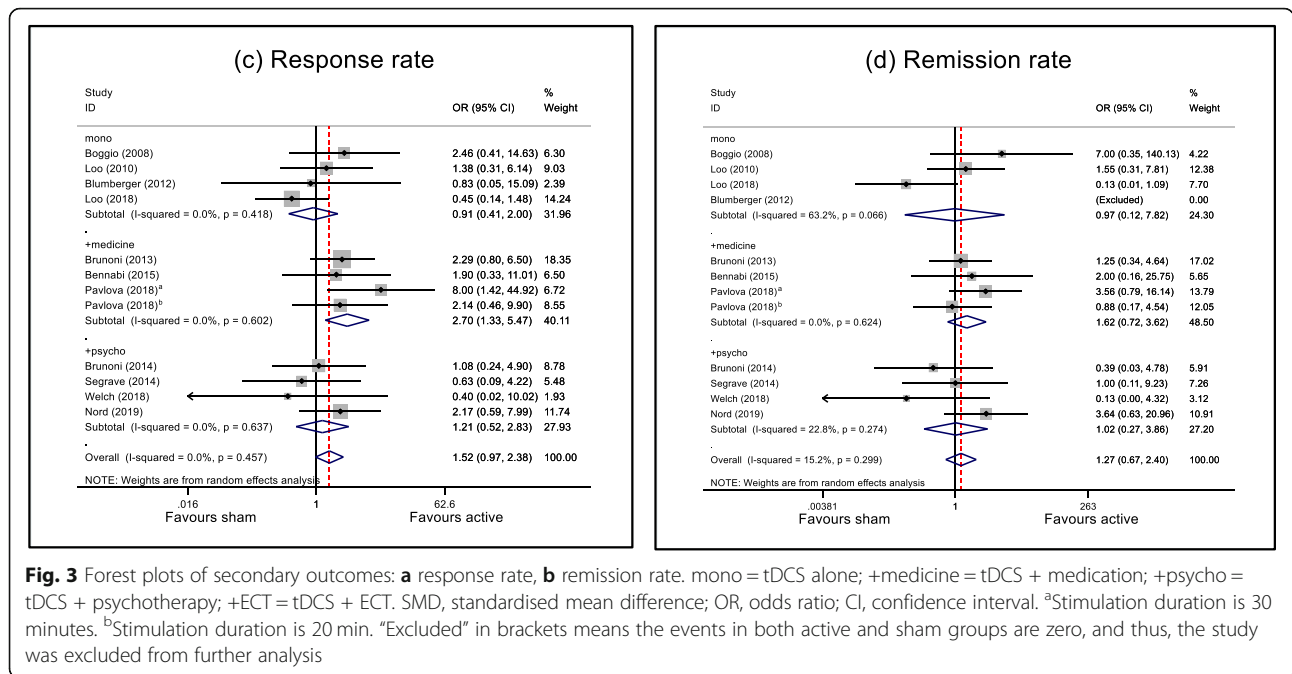 (c) Response rate
Study %
ID OR (95% CI) Weight
mono
Boggio (2008) 2.46 (0.41, 14.63) 6.30
Loo (2010) 1.38 (0.31, 6.14) 9.03
Blumberger (2012) 0.83 (0.05, 15.09) 2.39
Loo (2018) 0.45 (0.14, 1.48) 14.24
Subtotal (I-squared = 0.0%, p = 0.418) 0.91 (0.41, 2.00) 31.96
.
+medicine
Brunoni (2013) 2.29 (0.80, 6.50) 18.35
Bennabi (2015) 1.90 (0.33, 11.01) 6.50
Pavlova (2018)a 8.00 (1.42, 44.92) 6.72
Pavlova (2018)b 2.14 (0.46, 9.90) 8.55
Subtotal (I-squared = 0.0%, p = 0.602) 2.70 (1.33, 5.47) 40.11
.
+psycho
Brunoni (2014) 1.08 (0.24, 4.90) 8.78
Segrave (2014) 0.63 (0.09, 4.22) 5.48
Welch (2018) 0.40 (0.02, 10.02) 1.93
Nord (2019) 2.17 (0.59, 7.99) 11.74
Subtotal (I-squared = 0.0%, p = 0.637) 1.21 (0.52, 2.83) 27.93
.
Overall (I-squared = 0.0%, p = 0.457) 1.52 (0.97, 2.38) 100.00
NOTE: Weights are from random effects analysis
.016 1 62.6
Favours sham Favours active
(d) Remission rate
Study %
ID OR (95% CI) Weight
mono
Boggio (2008) 7.00 (0.35, 140.13) 4.22
Loo (2010) 1.55 (0.31, 7.81) 12.38
Loo (2018) 0.13 (0.01, 1.09) 7.70
Blumberger (2012) (Excluded) 0.00
Subtotal (I-squared = 63.2%, p = 0.066) 0.97 (0.12, 7.82) 24.30
.
+medicine
Brunoni (2013) 1.25 (0.34, 4.64) 17.02
Bennabi (2015) 2.00 (0.16, 25.75) 5.65
Pavlova (2018)a 3.56 (0.79, 16.14) 13.79
Pavlova (2018)b 0.88 (0.17, 4.54) 12.05
Subtotal (I-squared = 0.0%, p = 0.624) 1.62 (0.72, 3.62) 48.50
.
+psycho
Brunoni (2014) 0.39 (0.03, 4.78) 5.91
Segrave (2014) 1.00 (0.11, 9.23) 7.26
Welch (2018) 0.13 (0.00, 4.32) 3.12
Nord (2019) 3.64 (0.63, 20.96) 10.91
Subtotal (I-squared = 22.8%, p = 0.274) 1.02 (0.27, 3.86) 27.20
.
Overall (I-squared = 15.2%, p = 0.299) 1.27 (0.67, 2.40) 100.00
NOTE: Weights are from random effects analysis
.00381 1 263
Favours sham Favours active
Fig. 3 Forest plots of secondary outcomes: a response rate, b remission rate. mono = tDCS alone; +medicine = tDCS + medication; +psycho =
tDCS + psychotherapy; +ECT = tDCS + ECT. SMD, standardised mean difference; OR, odds ratio; CI, confidence interval. aStimulation duration is 30
minutes. bStimulation duration is 20 min. “Excluded” in brackets means the events in both active and sham groups are zero, and thus, the study
was excluded from further analysis